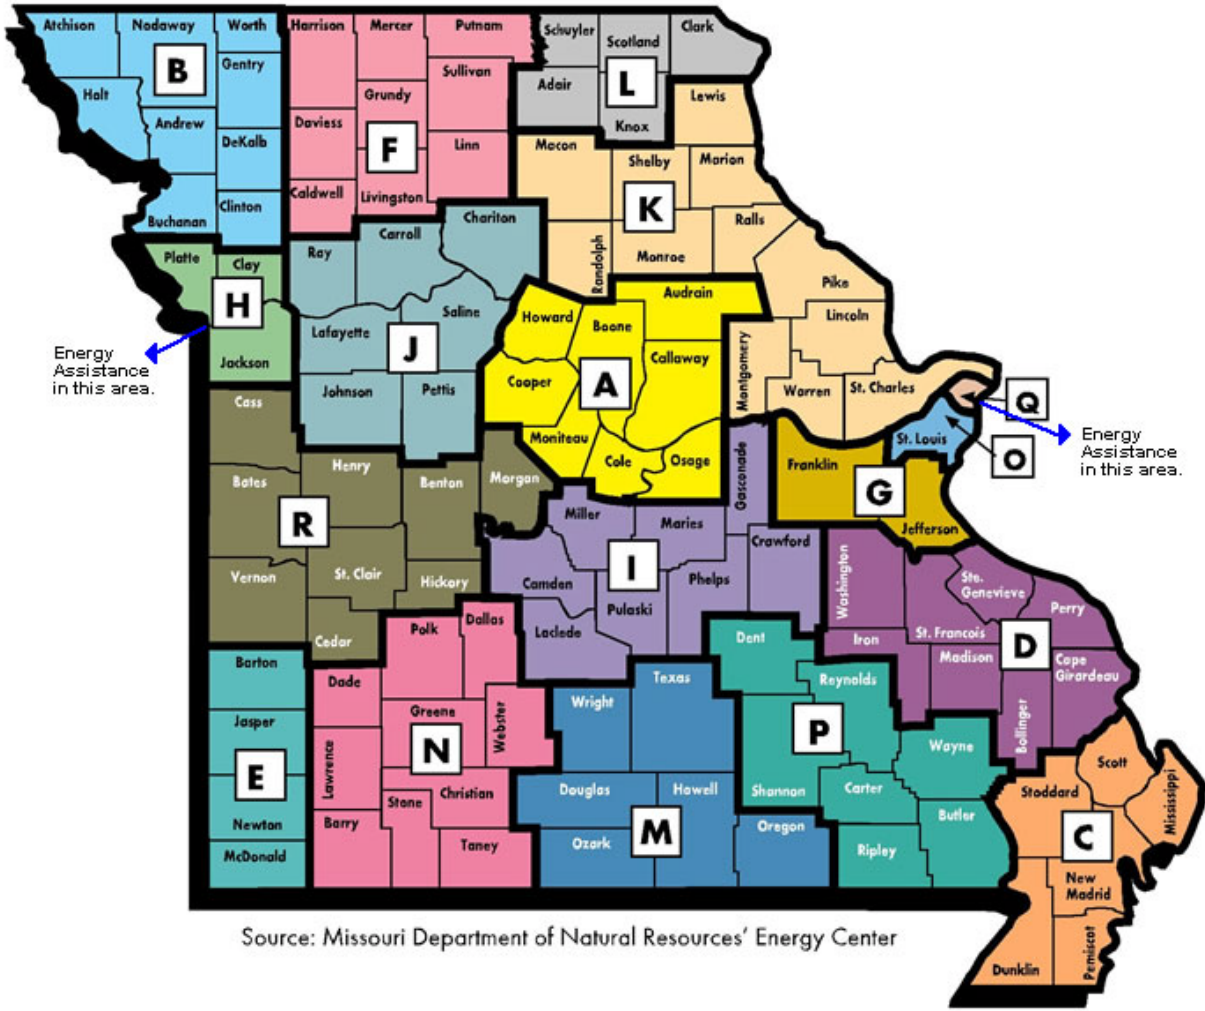 Atchison
Nodaway
Worth
Harrison
Mercer
Putnam
Schuyler
Scotland
Clark
B
Gentry
Sullivan
Adair
L
Holt
Grundy
Lewis
Andrew
Daviess
F
DeKalb
Linn
Knox
Macon
Shelby
Marion
Caldwell
Livingston
K
Buchanan
Clinton
Chariton
Carroll
Ralls
Randolph
Monroe
Platte
Clay
Ray
Pike
H
Audrain
Howard
Boone
Saline
Lincoln
Lafayette
J
Callaway
Montgomery
Energy
Assistance
in this area.
Jackson
Cooper
A
Johnson
Pettis
Warren
St. Charles
Q
Cass
Moniteau
St. Louis
Energy
Assistance
in this area.
O
Cole
Osage
Gasconade
Franklin
Henry
Bates
Benton
Morgan
G
R
Miller
Maries
Jefferson
Crawford
Vernon
St. Clair
Hickory
Camden
I
Phelps
Washington
Ste.
Genevieve
Pulaski
Perry
Cedar
Polk
Dallas
Laclede
Dent
Iron
St. Francois
D
Madison
Cape
Girardeau
Barton
Dade
Texas
Reynolds
Wright
Jasper
Greene
Webster
Bollinger
P
Wayne
N
Lawrence
E
Scott
Stone
Christian
Douglas
Howell
Shannon
Carter
Stoddard
Mississippi
Newton
Barry
Butler
M
Oregon
C
McDonald
Taney
Ozark
Ripley
New
Madrid
Dunklin
Pemiscot
Source: Missouri Department of Natural Resources' Energy Center